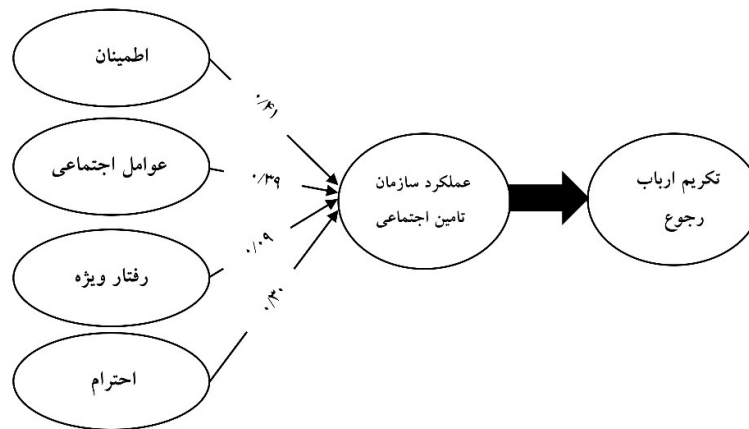 اطمینان
۰/۴۱
عوامل اجتماعی
۰/۳۹
رفتار ویژه
۰/۰۹
احترام
۰/۳۰
عملکرد سازمان
تامین اجتماعی
تکریم ارباب
رجوع